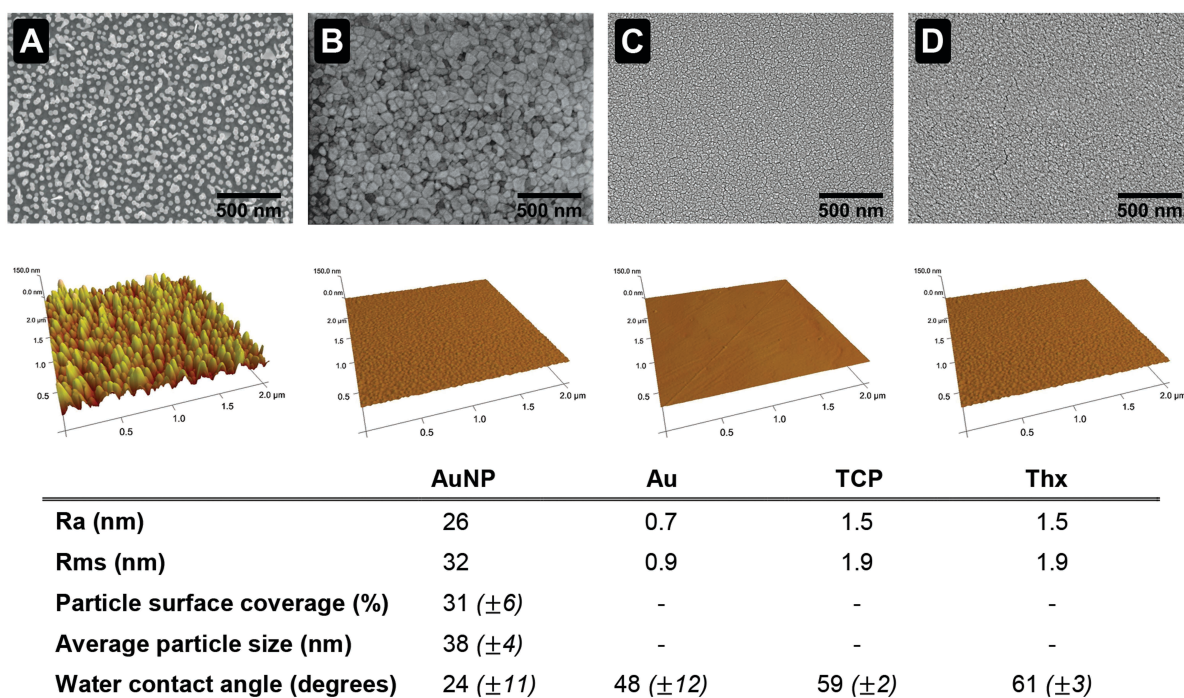 A B C D
500 nm 500 nm 500 nm 500 nm
150.0 nm 150.0 nm 150.0 nm 150.0 nm
0.0 nm 0.0 nm 0.0 nm 0.0 nm
2.0 µm 2.0 µm 2.0 µm 2.0 µm
1.5 1.5 1.5 1.5
1.0 1.0 1.0 1.0
0.5 0.5 0.5 0.5
2.0 µm 2.0 µm 2.0 µm 2.0 µm
1.5 1.5 1.5 1.5
1.0 1.0 1.0 1.0
0.5 0.5 0.5 0.5
AuNP Au TCP Thx
Ra (nm) 26 0.7 1.5 1.5
Rms (nm) 32 0.9 1.9 1.9
Particle surface coverage (%) 31 (±6) - - -
Average particle size (nm) 38 (±4) - - -
Water contact angle (degrees) 24 (±11) 48 (±12) 59 (±2) 61 (±3)